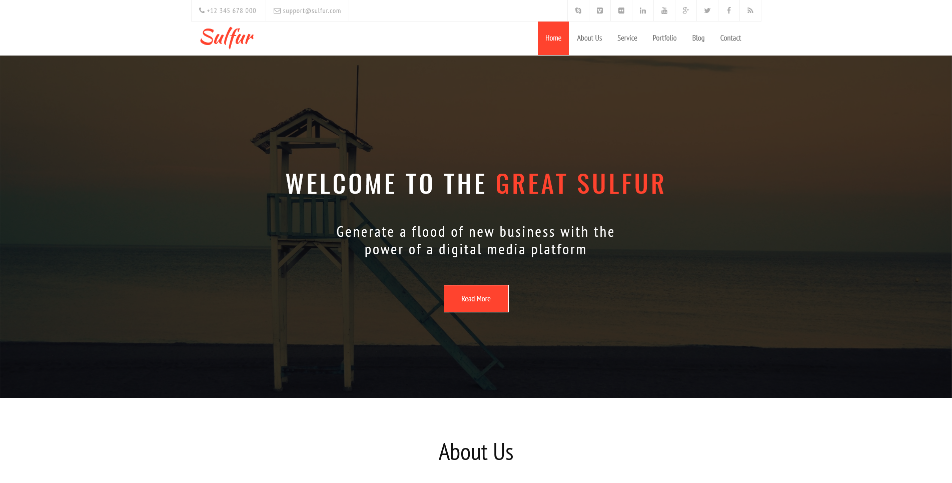 +12 345 678 000 support@sulfur.com
Sulfur
Home About Us Service Portfolio Blog Contact
WELCOME TO THE GREAT SULFUR
Generate a flood of new business with the
power of a digital media platform
Read More
About Us